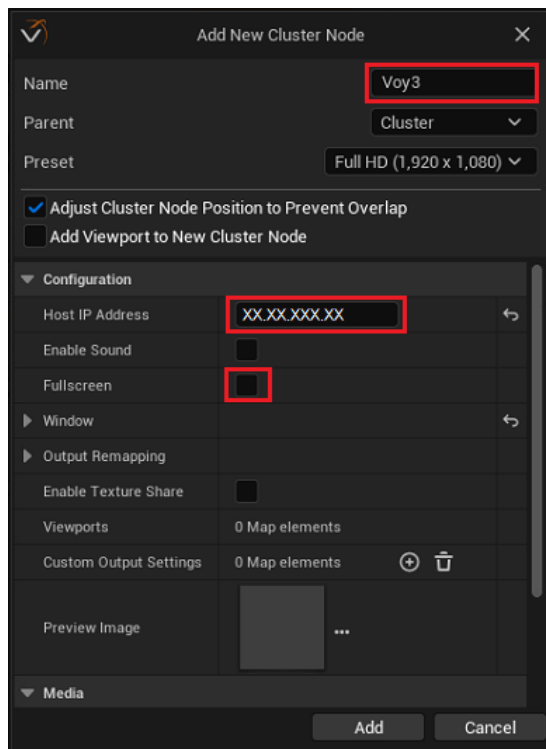 Add New Cluster Node
Name Voy3
Parent Cluster
Preset Full HD (1,920 x 1,080)
Adjust Cluster Node Position to Prevent Overlap
Add Viewport to New Cluster Node
Configuration
Host IP Address XX.XX.XXX.XX
Enable Sound
Fullscreen
Window
Output Remapping
Enable Texture Share
Viewports 0 Map elements
Custom Output Settings 0 Map elements
Preview Image
Media
Add Cancel